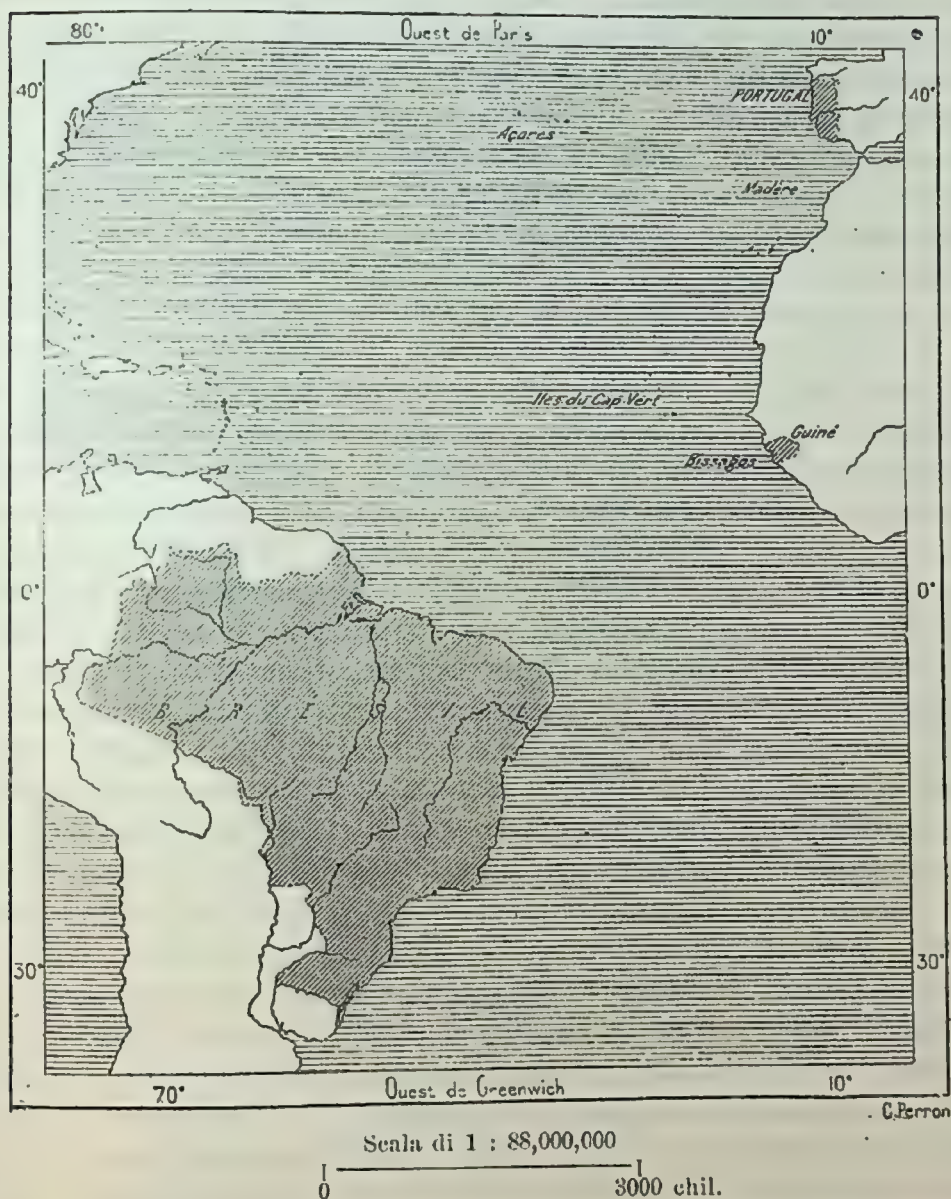 80° Ouest de Paris 10° 0
40° PORTUGAL 40°
Açores
Madère
Iles du Cap-Vert
Guiné
Bissagos
0° 0°
B R É I L
30° 30°
70° Ouest de Greenwich 10°
C. Perron
Scala di 1 : 88,000,000
0 3000 chil.